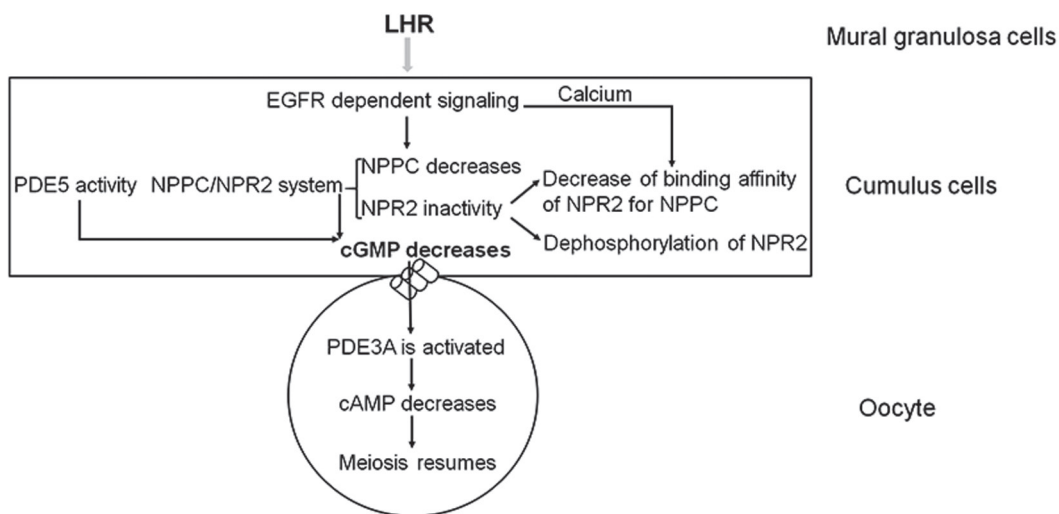 LHR
Mural granulosa cells
EGFR dependent signaling
Calcium
NPPC decreases
PDE5 activity
NPPC/NPR2 system
Decrease of binding affinity
of NPR2 for NPPC
Cumulus cells
NPR2 inactivity
Dephosphorylation of NPR2
cGMP decreases
PDE3A is activated
cAMP decreases
Oocyte
Meiosis resumes